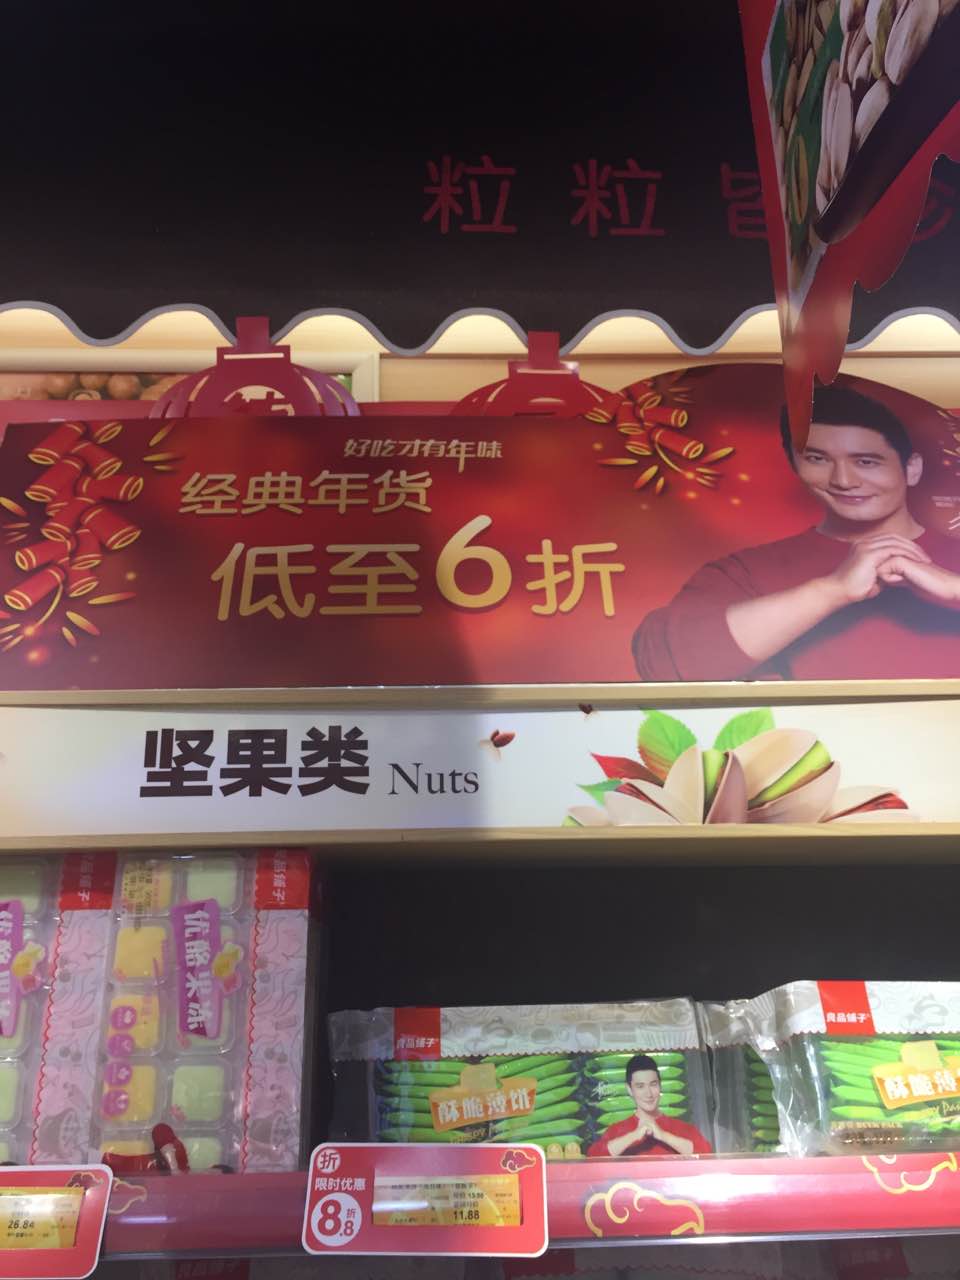 粒粒皆
好吃才有年味
经典年货
低至6折
坚果类 Nuts
良品铺子
优酪果冻
良品铺子
酥脆薄饼
良品铺子
酥脆薄饼
折
限时优惠
8.8折
11.88
26.84